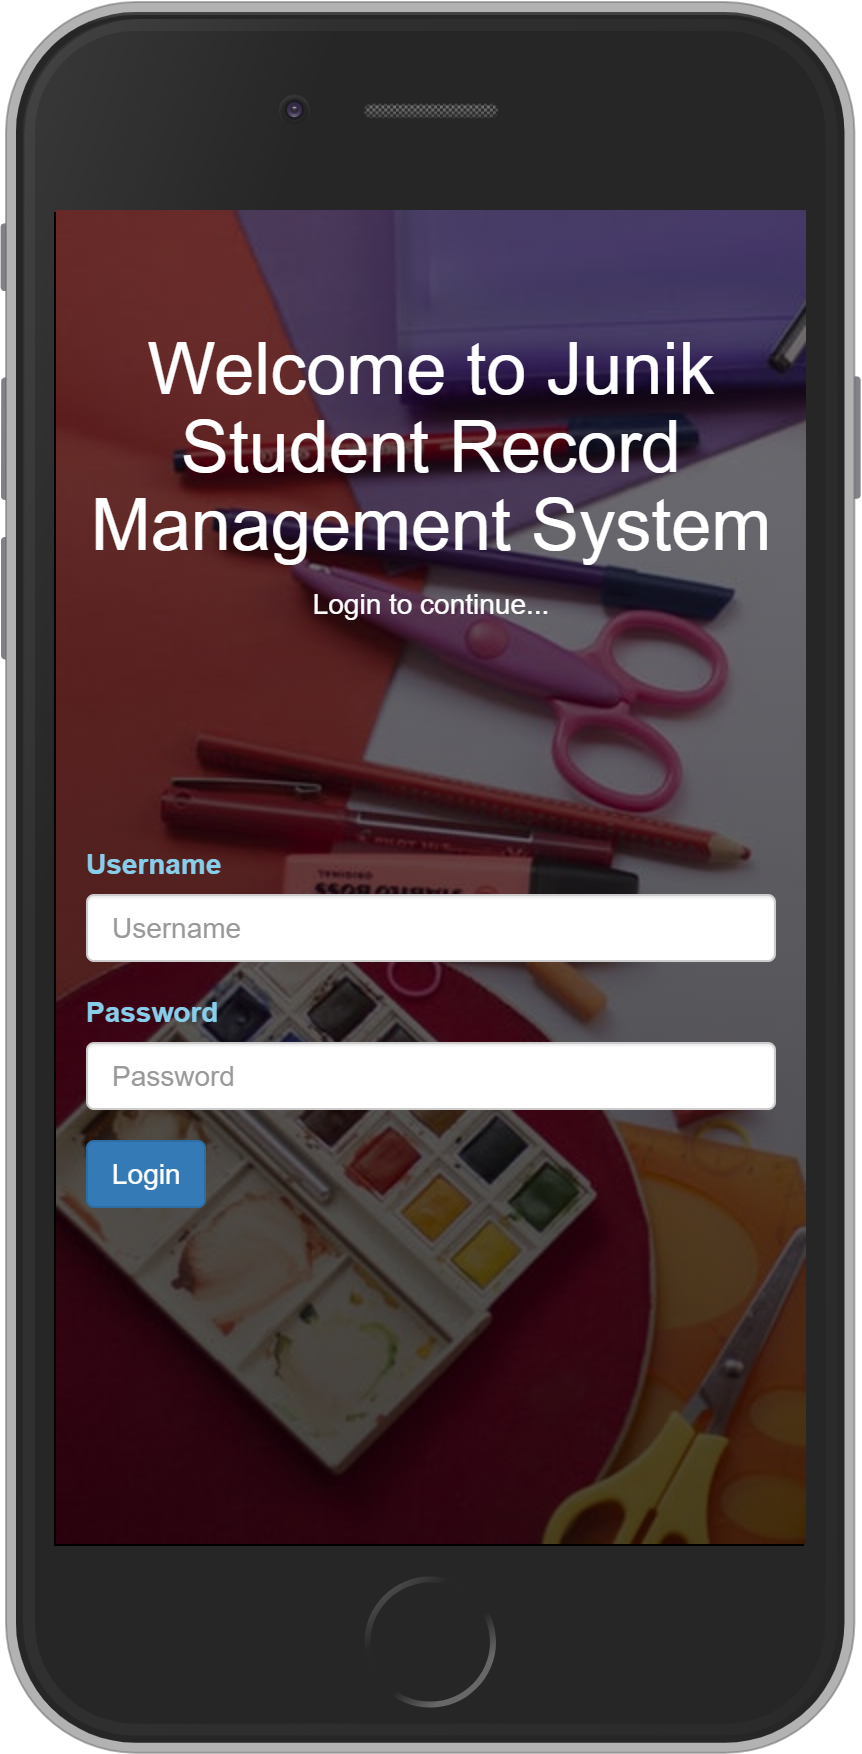 Welcome to Junik
Student Record
Management System
Login to continue...
Username
Username
Password
Password
Login